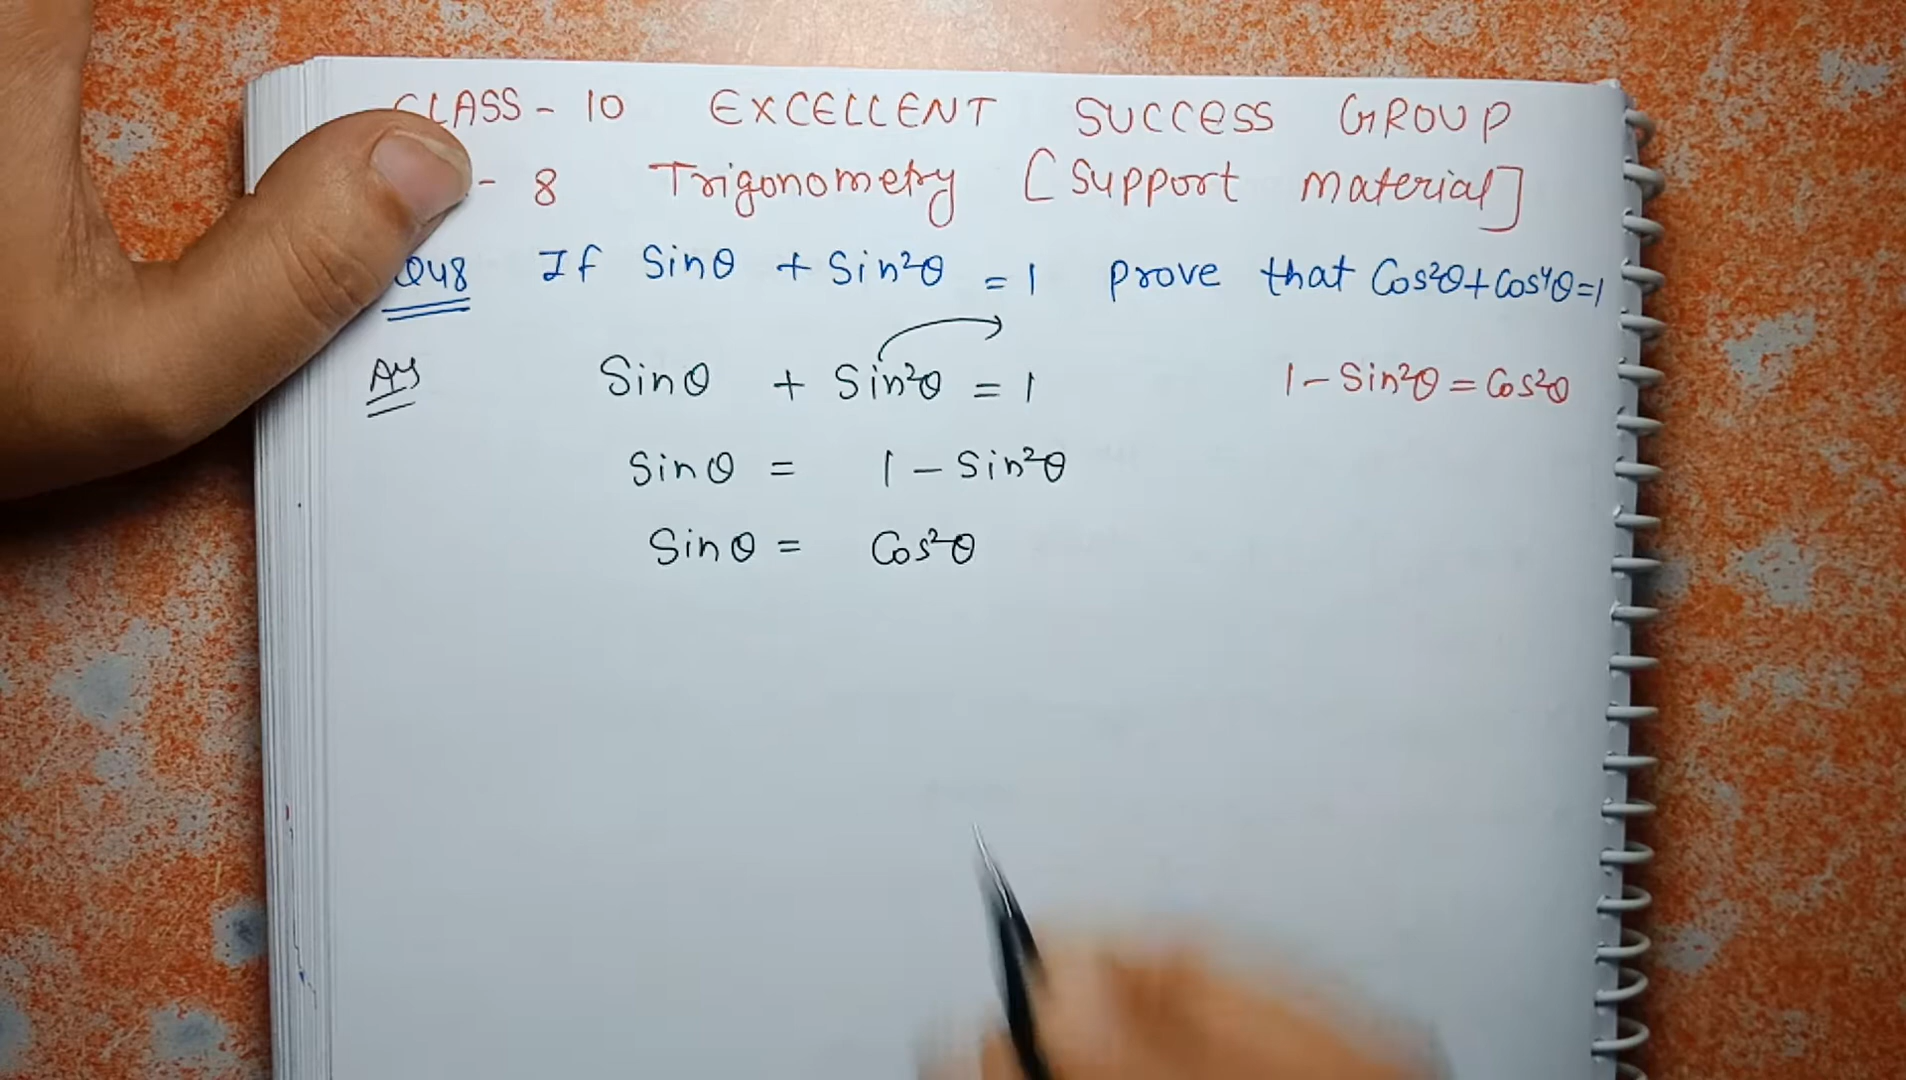 CLASS - 10 EXCELLENT SUCCESS GROUP
- 8 Trigonometry [Support material]
Q48 If Sinθ + Sin²θ = 1 prove that Cos²θ+Cos⁴θ=1
Ans Sinθ + Sin²θ = 1 1 - Sin²θ = Cos²θ
Sinθ = 1 - Sin²θ
Sinθ = Cos²θ